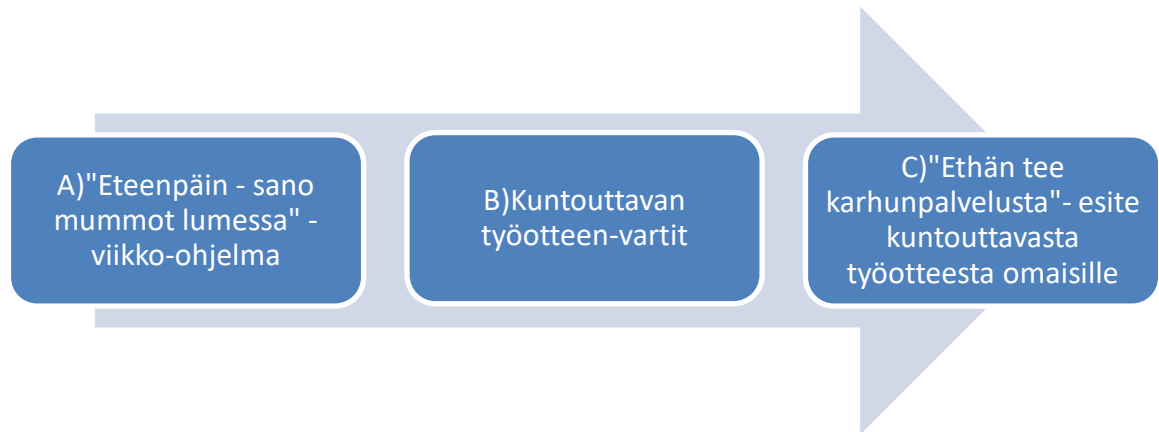 A)"Eteenpäin - sano
mummot lumessa" -
viikko-ohjelma
B)Kuntouttavan
työotteen-vartit
C)"Ethän tee
karhunpalvelusta"- esite
kuntouttavasta
työotteesta omaisille